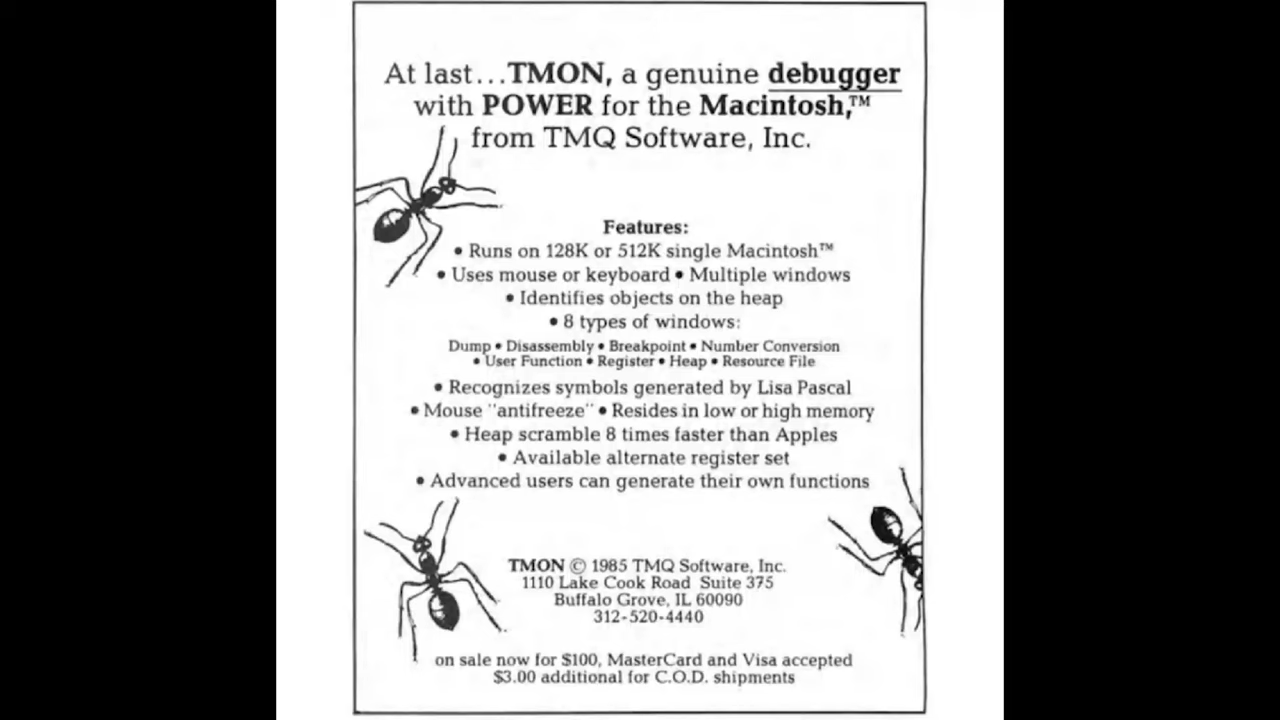 At last...TMON, a genuine debugger
with POWER for the Macintosh,™
from TMQ Software, Inc.
Features:
• Runs on 128K or 512K single Macintosh™
• Uses mouse or keyboard • Multiple windows
• Identifies objects on the heap
• 8 types of windows:
Dump • Disassembly • Breakpoint • Number Conversion
• User Function • Register • Heap • Resource File
• Recognizes symbols generated by Lisa Pascal
• Mouse "antifreeze" • Resides in low or high memory
• Heap scramble 8 times faster than Apples
• Available alternate register set
• Advanced users can generate their own functions
TMON © 1985 TMQ Software, Inc.
1110 Lake Cook Road Suite 375
Buffalo Grove, IL 60090
312-520-4440
on sale now for $100, MasterCard and Visa accepted
$3.00 additional for C.O.D. shipments